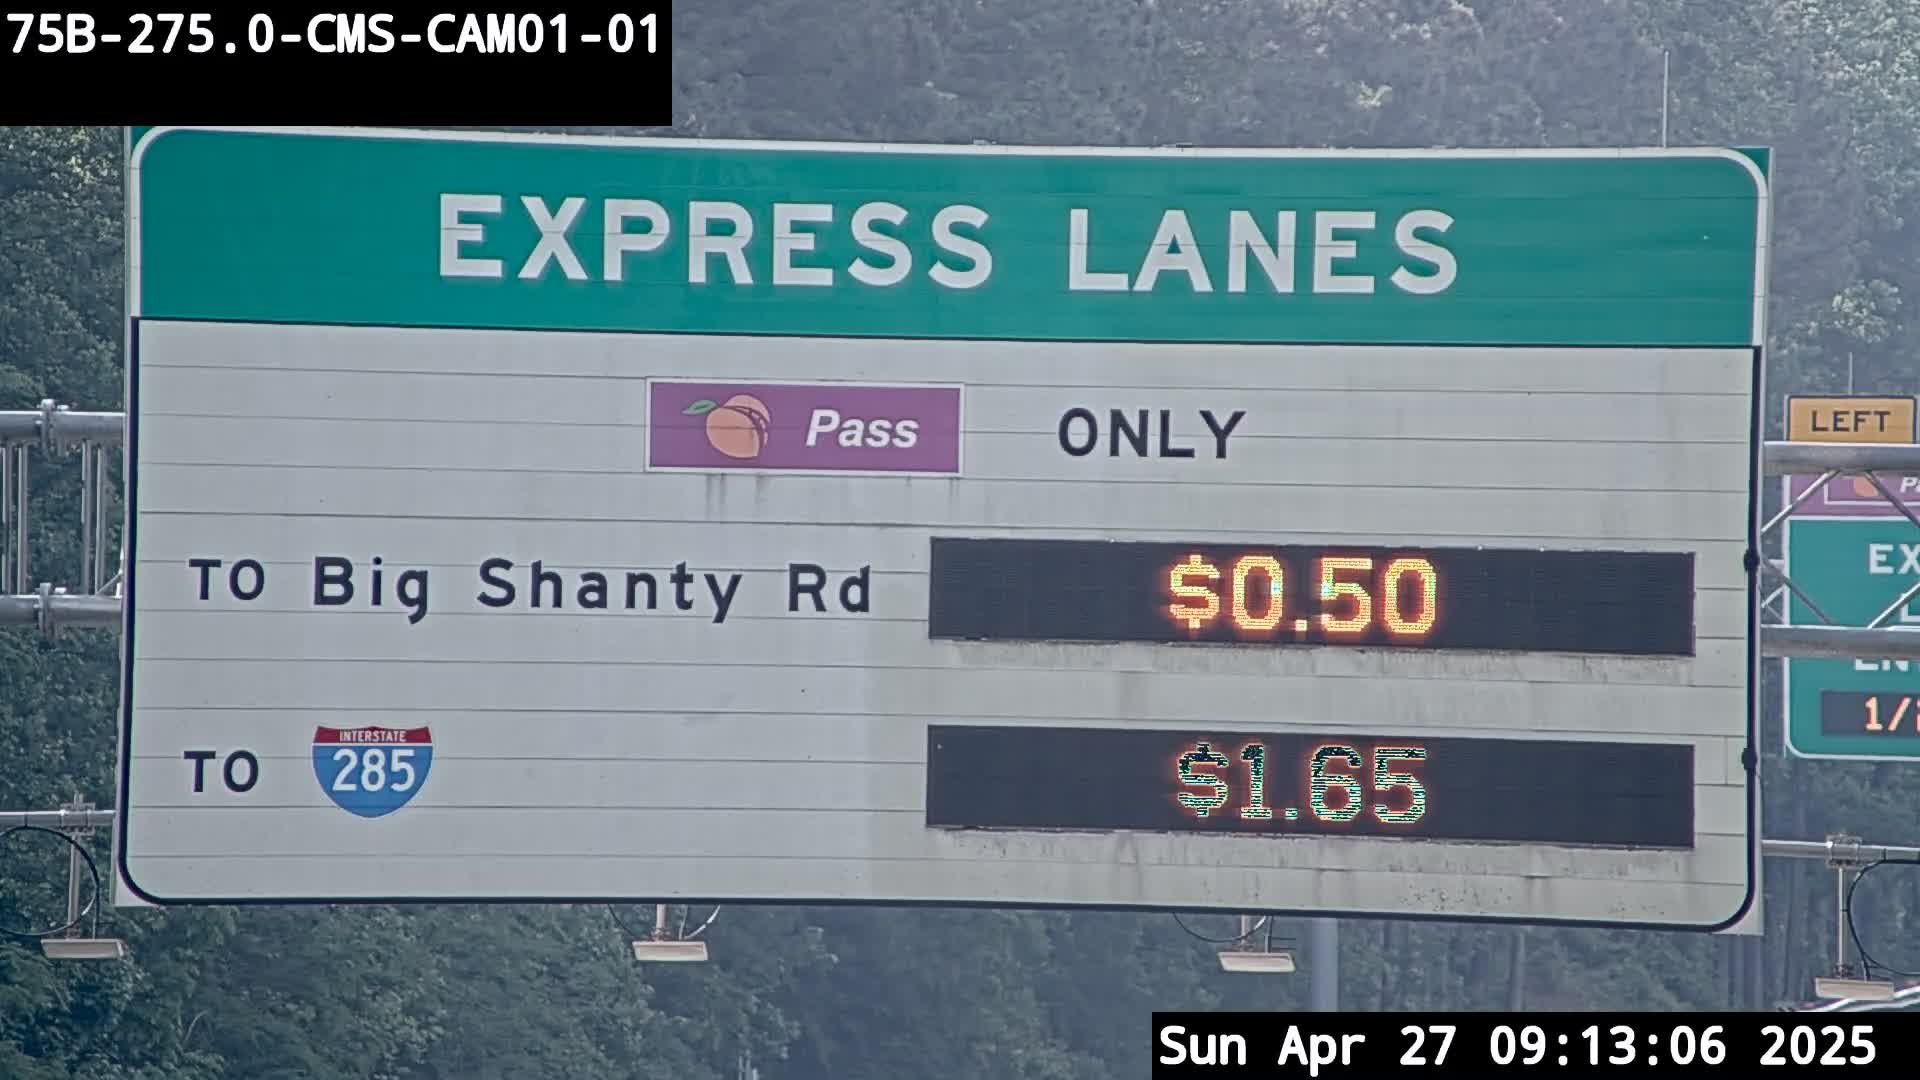 75B-275.0-CMS-CAM01-01
EXPRESS LANES
Pass ONLY
TO Big Shanty Rd $0.50
TO INTERSTATE 285 $1.65
LEFT
Sun Apr 27 09:13:06 2025